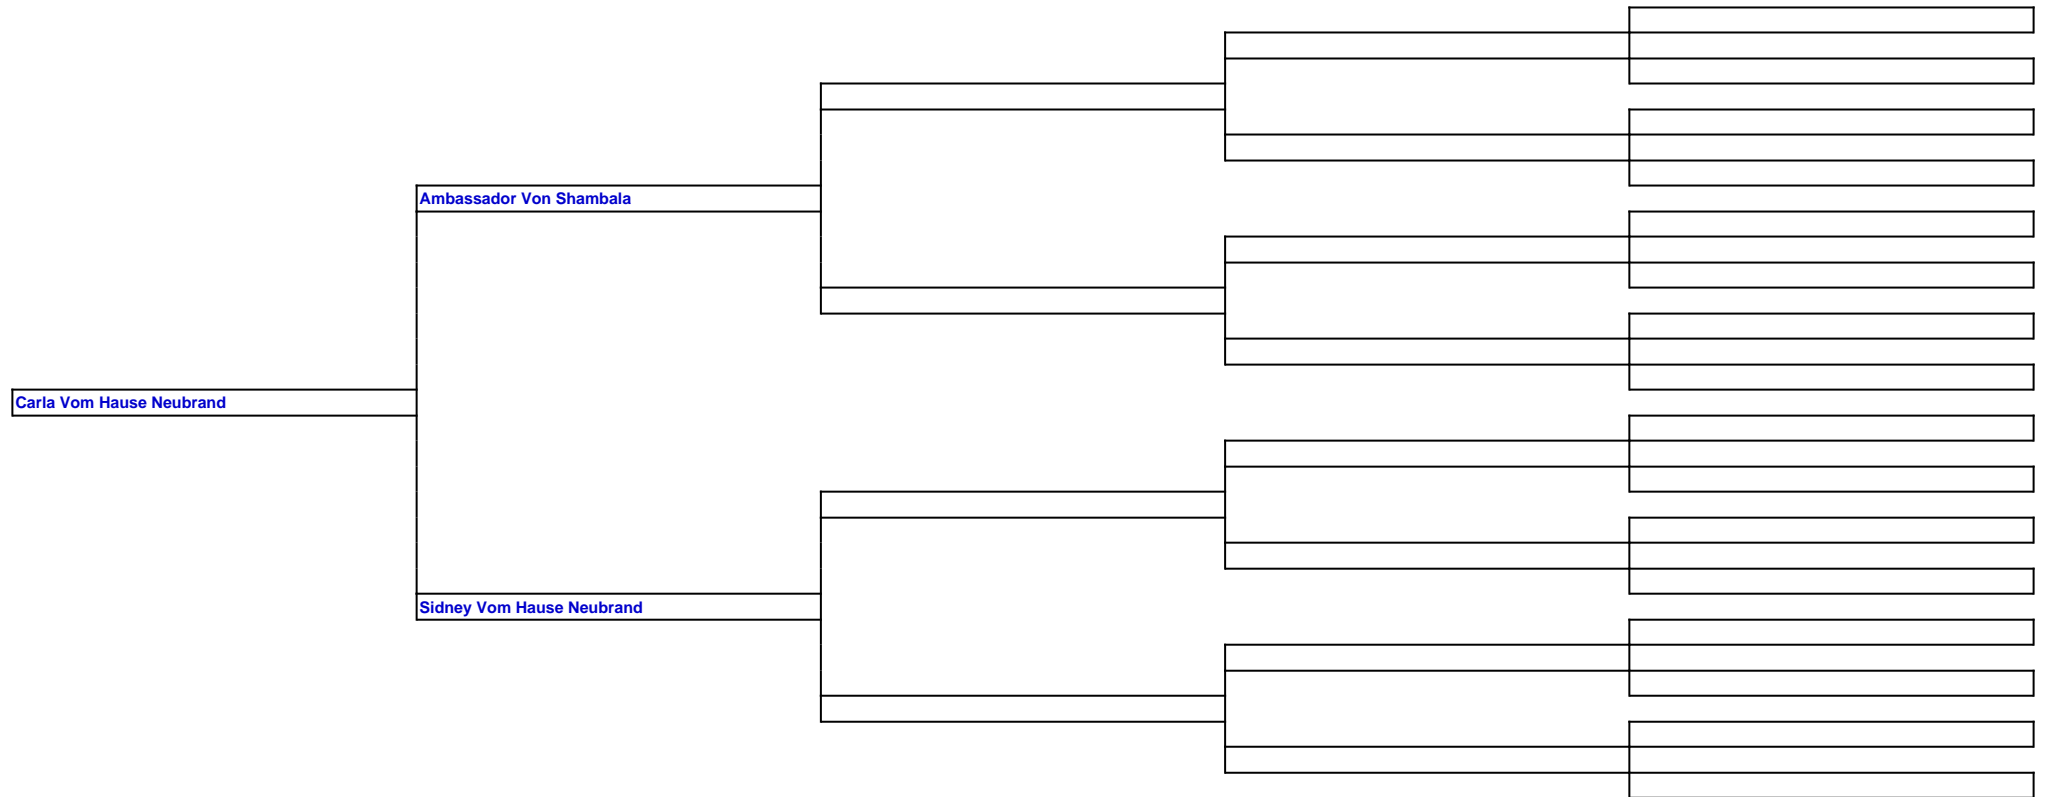 Ambassador Von Shambala
Carla Vom Hause Neubrand
Sidney Vom Hause Neubrand